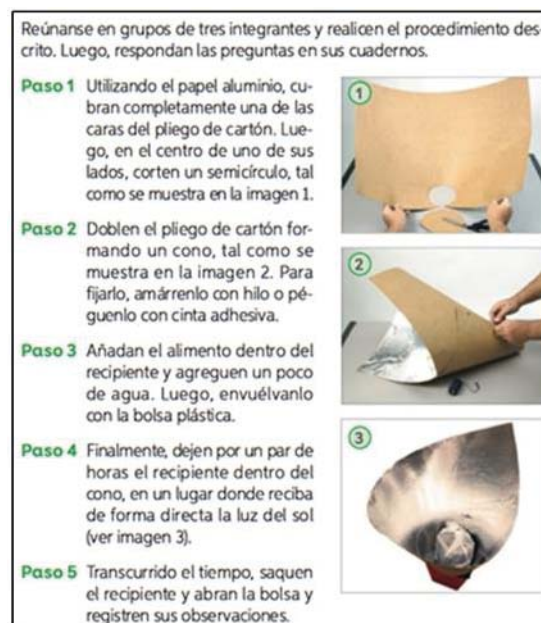 Reúnanse en grupos de tres integrantes y realicen el procedimiento des-
crito. Luego, respondan las preguntas en sus cuadernos.
Paso 1 Utilizando el papel aluminio, cu-
bran completamente una de las
caras del pliego de cartón. Lue-
go, en el centro de uno de sus
lados, corten un semicírculo, tal
como se muestra en la imagen 1.
Paso 2 Doblen el pliego de cartón for-
mando un cono, tal como se
muestra en la imagen 2. Para
fijarlo, amárrenlo con hilo o pé-
guenlo con cinta adhesiva.
Paso 3 Añadan el alimento dentro del
recipiente y agreguen un poco
de agua. Luego, envuélvanlo
con la bolsa plástica.
Paso 4 Finalmente, dejen por un par de
horas el recipiente dentro del
cono, en un lugar donde reciba
de forma directa la luz del sol
(ver imagen 3).
Paso 5 Transcurrido el tiempo, saquen
el recipiente y abran la bolsa y
registren sus observaciones.
1
2
3